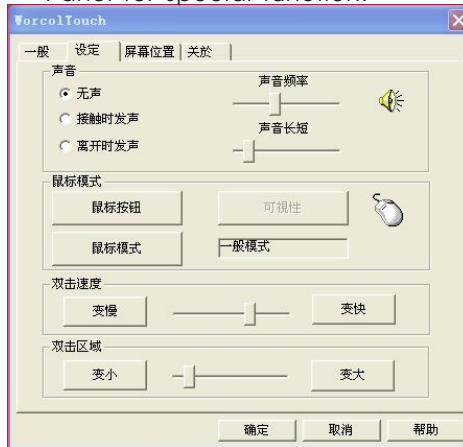 Panel for special function.
WorcolTouch
一般 设定 屏幕位置 关於
声音
无声
接触时发声
离开时发声
声音频率
声音长短
鼠标模式
鼠标按钮 可視性
鼠标模式 一般模式
双击速度
变慢 变快
双击区域
变小 变大
确定 取消 帮助